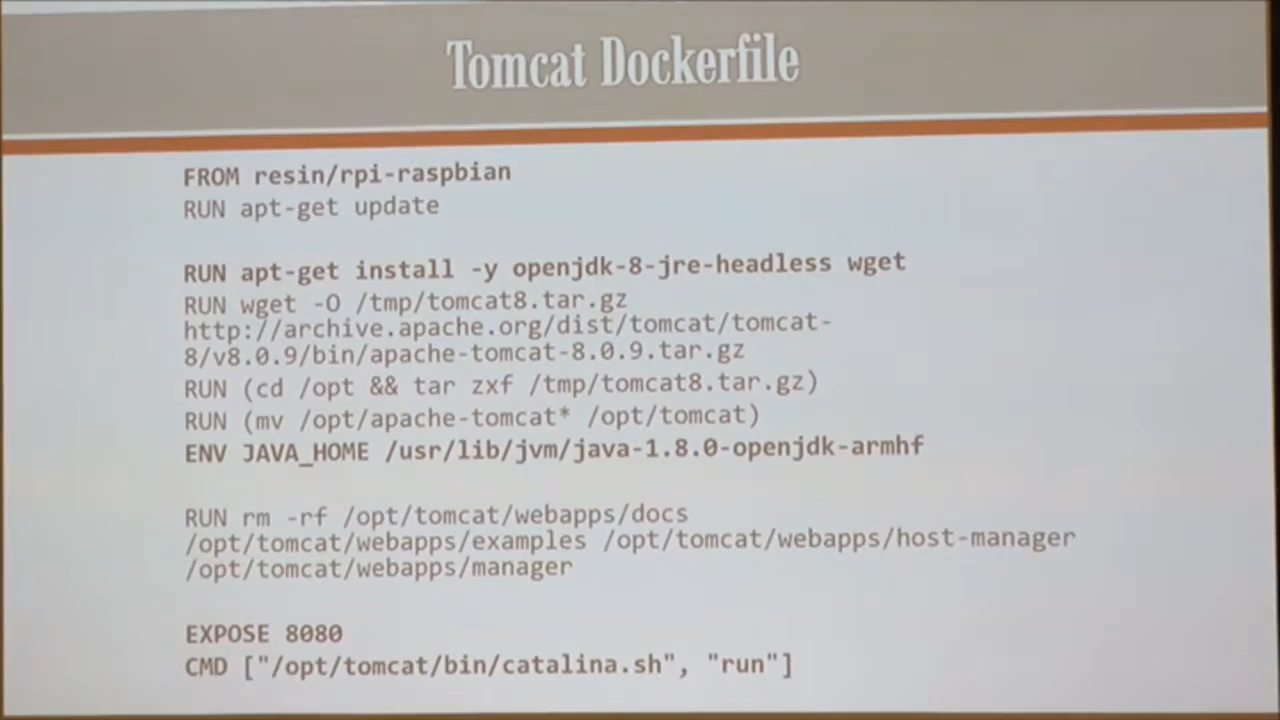 Tomcat Dockerfile
FROM resin/rpi-raspbian
RUN apt-get update
RUN apt-get install -y openjdk-8-jre-headless wget
RUN wget -O /tmp/tomcat8.tar.gz
http://archive.apache.org/dist/tomcat/tomcat-
8/v8.0.9/bin/apache-tomcat-8.0.9.tar.gz
RUN (cd /opt && tar zxf /tmp/tomcat8.tar.gz)
RUN (mv /opt/apache-tomcat* /opt/tomcat)
ENV JAVA_HOME /usr/lib/jvm/java-1.8.0-openjdk-armhf
RUN rm -rf /opt/tomcat/webapps/docs
/opt/tomcat/webapps/examples /opt/tomcat/webapps/host-manager
/opt/tomcat/webapps/manager
EXPOSE 8080
CMD ["/opt/tomcat/bin/catalina.sh", "run"]